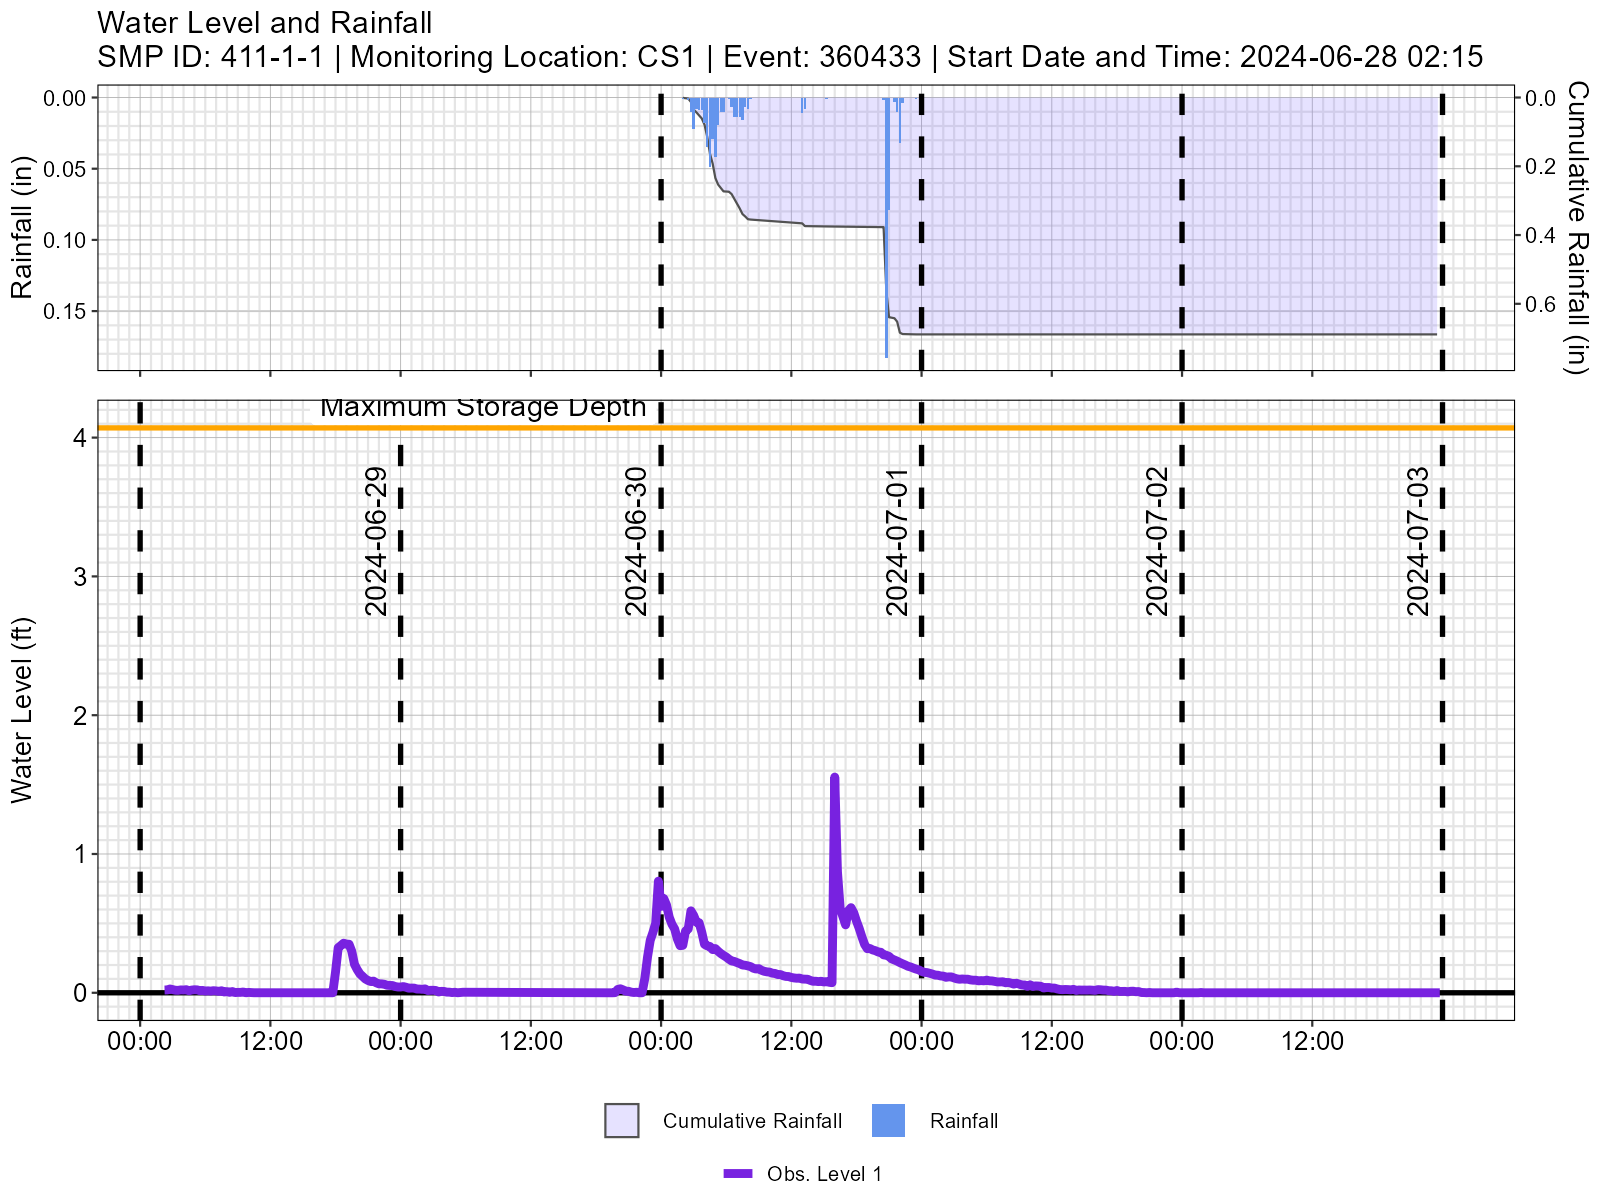 Water Level and Rainfall
SMP ID: 411-1-1 | Monitoring Location: CS1 | Event: 360433 | Start Date and Time: 2024-06-28 02:15
0.00
0.05
0.10
0.15
Rainfall (in)
0.0
0.2
0.4
0.6
Cumulative Rainfall (in)
Maximum Storage Depth
4
3
2
1
0
Water Level (ft)
2024-06-29
2024-06-30
2024-07-01
2024-07-02
2024-07-03
00:00 12:00 00:00 12:00 00:00 12:00 00:00 12:00 00:00 12:00
Cumulative Rainfall Rainfall
Obs. Level 1